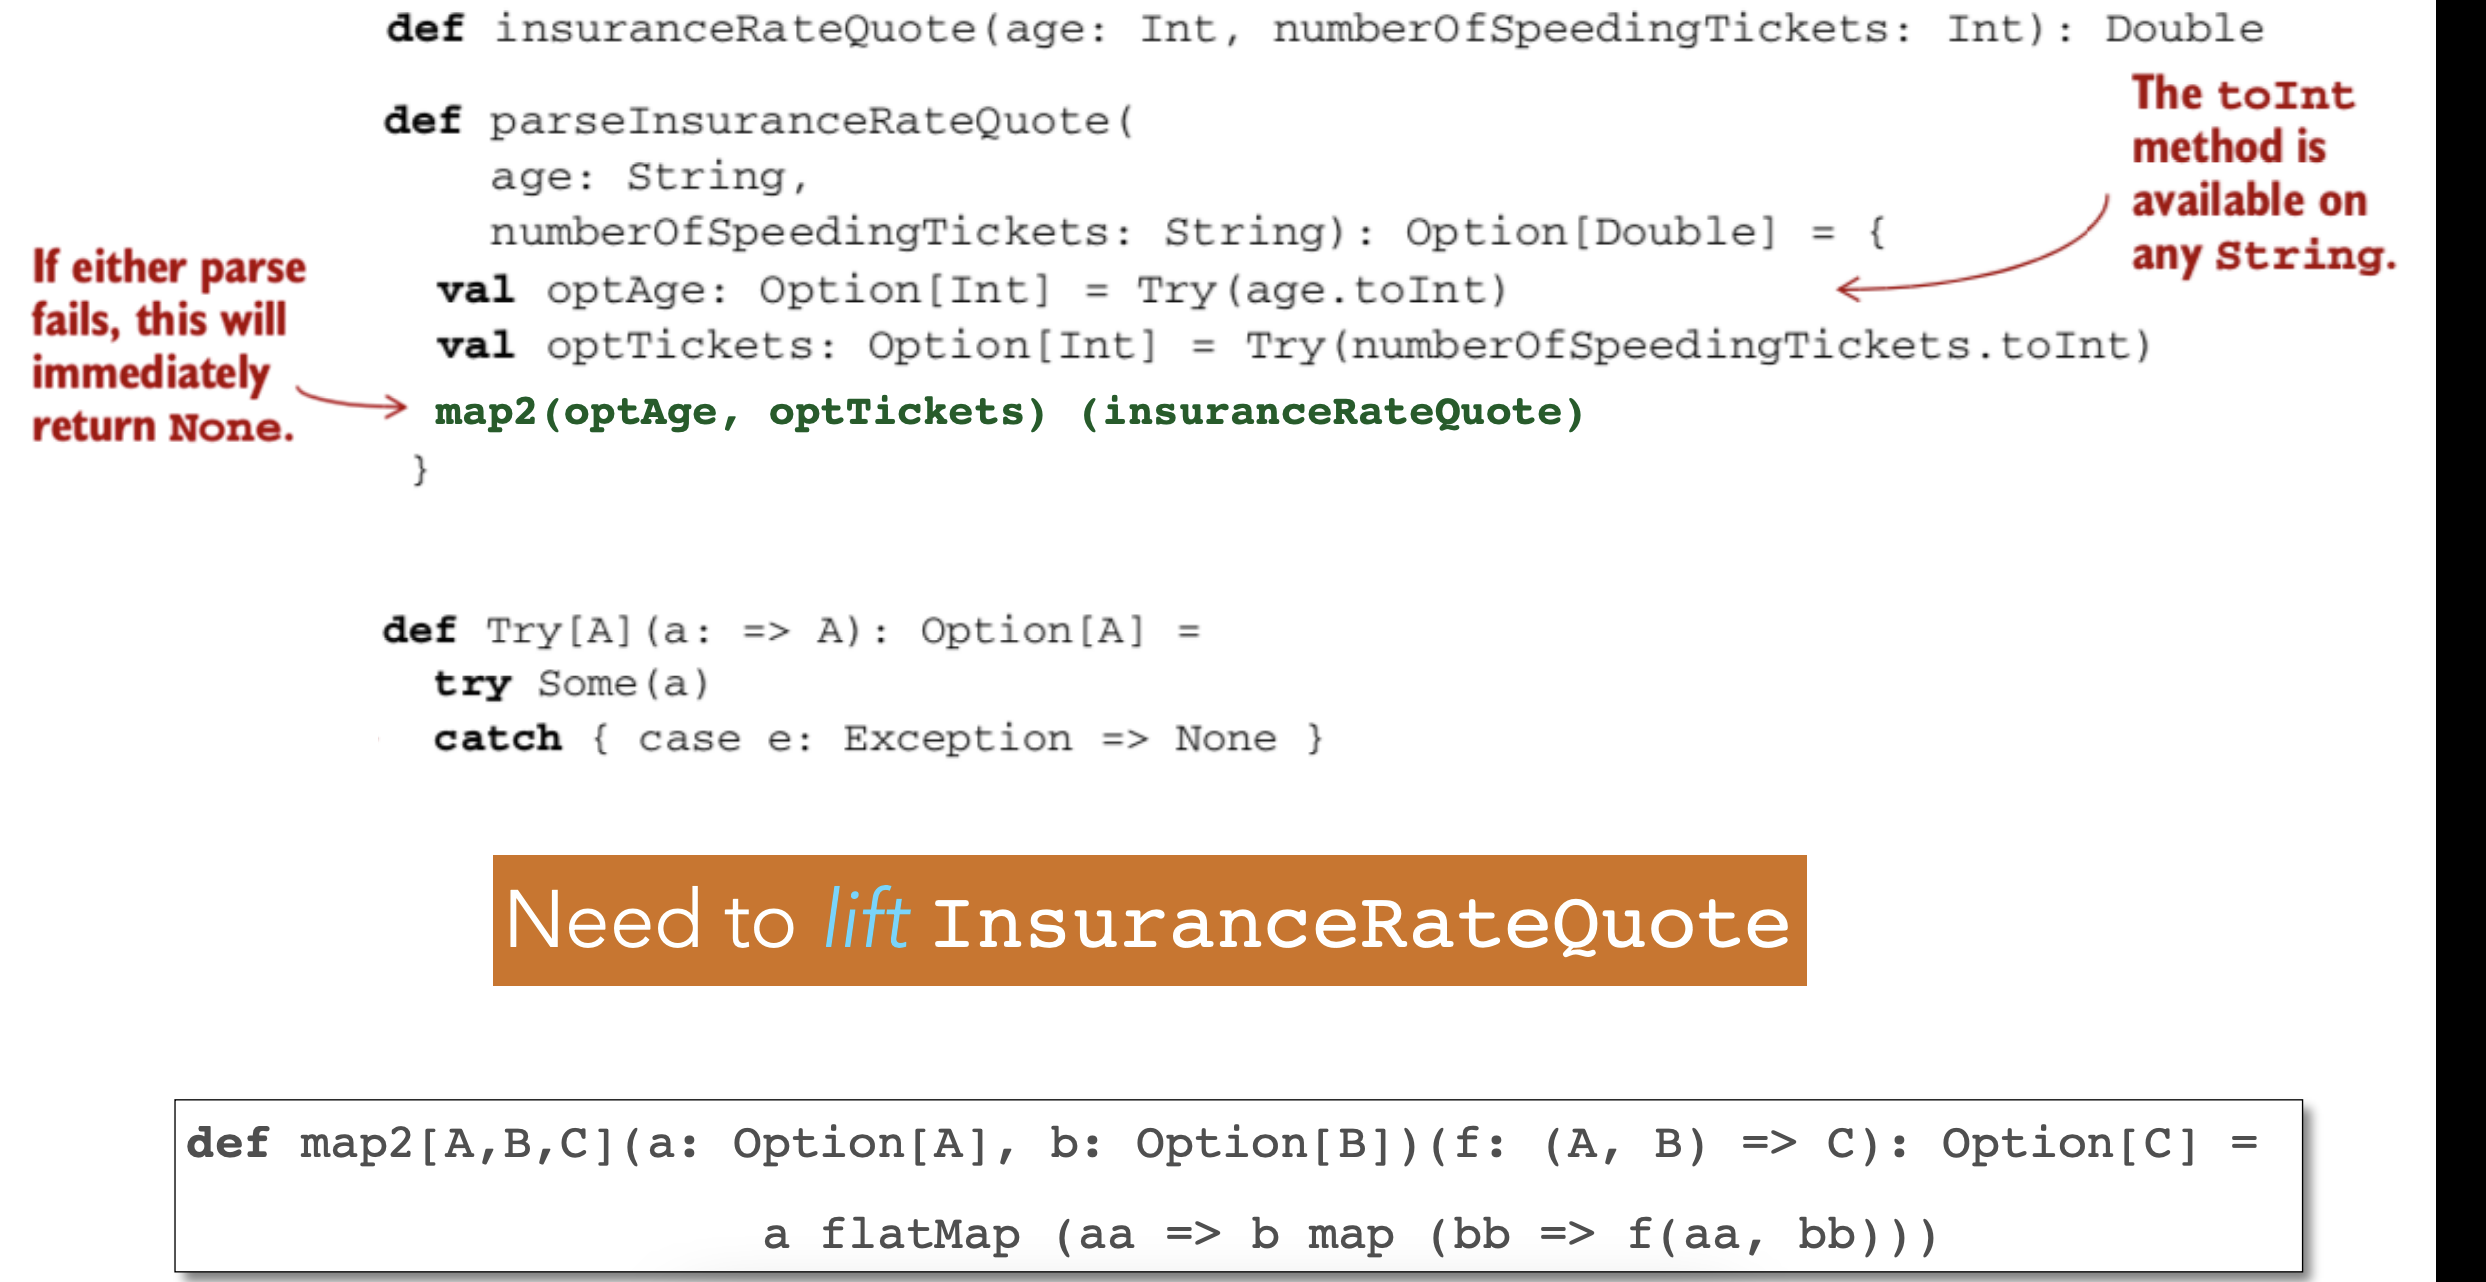 def insuranceRateQuote(age: Int, numberOfSpeedingTickets: Int): Double
def parseInsuranceRateQuote(
age: String,
numberOfSpeedingTickets: String): Option[Double] = {
val optAge: Option[Int] = Try(age.toInt)
val optTickets: Option[Int] = Try(numberOfSpeedingTickets.toInt)
map2(optAge, optTickets) (insuranceRateQuote)
}
The toInt
method is
available on
any String.
If either parse
fails, this will
immediately
return None.
def Try[A](a: => A): Option[A] =
try Some(a)
catch { case e: Exception => None }
Need to lift InsuranceRateQuote
def map2[A,B,C](a: Option[A], b: Option[B])(f: (A, B) => C): Option[C] =
a flatMap (aa => b map (bb => f(aa, bb)))